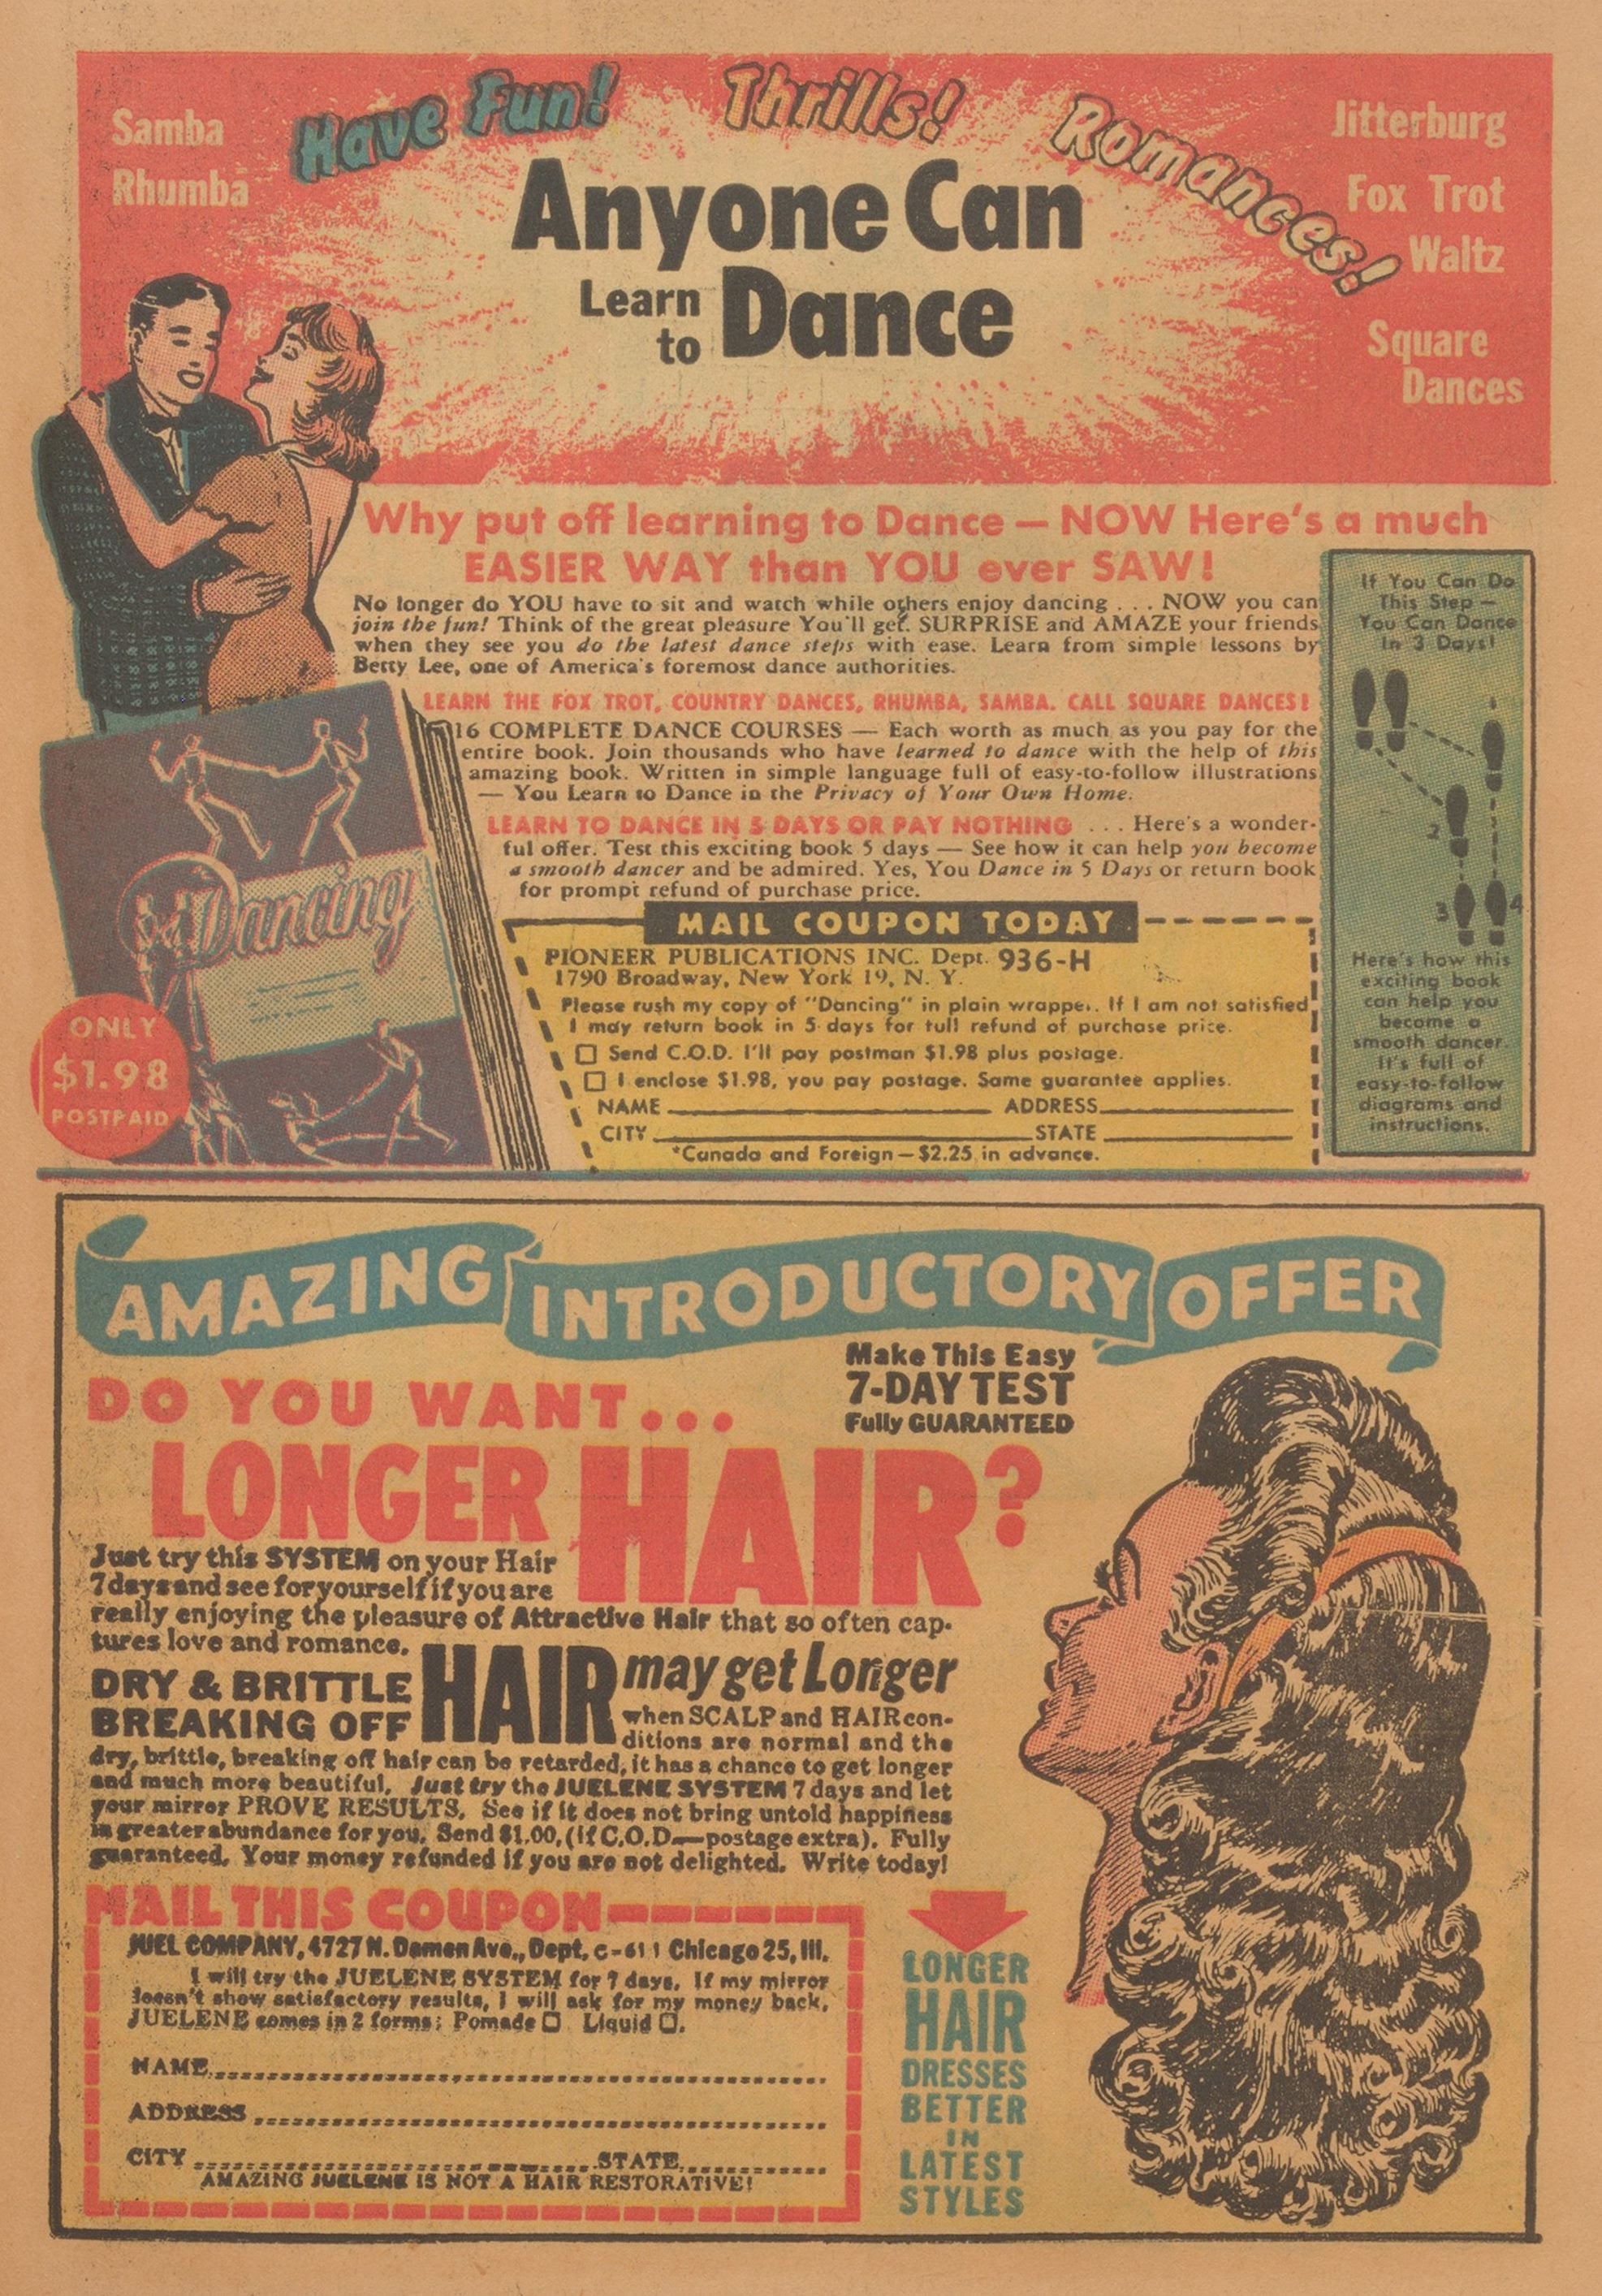 Have Fun! Thrills! Romances!
Samba
Rhumba
Anyone Can
Learn to Dance
Jitterburg
Fox Trot
Waltz
Square
Dances
Why put off learning to Dance — NOW Here's a much
EASIER WAY than YOU ever SAW!
No longer do YOU have to sit and watch while others enjoy dancing . . . NOW you can
join the fun! Think of the great pleasure You'll get. SURPRISE and AMAZE your friends
when they see you do the latest dance steps with ease. Learn from simple lessons by
Betty Lee, one of America's foremost dance authorities.
LEARN THE FOX TROT, COUNTRY DANCES, RHUMBA, SAMBA. CALL SQUARE DANCES!
16 COMPLETE DANCE COURSES — Each worth as much as you pay for the
entire book. Join thousands who have learned to dance with the help of this
amazing book. Written in simple language full of easy-to-follow illustrations
— You Learn to Dance in the Privacy of Your Own Home.
LEARN TO DANCE IN 5 DAYS OR PAY NOTHING . . . Here's a wonder-
ful offer. Test this exciting book 5 days — See how it can help you become
a smooth dancer and be admired. Yes, You Dance in 5 Days or return book
for prompt refund of purchase price.
Dancing
ONLY
$1.98
POSTPAID
MAIL COUPON TODAY
PIONEER PUBLICATIONS INC. Dept. 936-H
1790 Broadway, New York 19, N. Y.
Please rush my copy of "Dancing" in plain wrapper. If I am not satisfied
I may return book in 5 days for full refund of purchase price.
Send C.O.D. I'll pay postman $1.98 plus postage.
I enclose $1.98, you pay postage. Same guarantee applies.
NAME ADDRESS
CITY STATE
*Canada and Foreign—$2.25 in advance.
If You Can Do
This Step —
You Can Dance
In 3 Days!
1
2
3 4
Here's how this
exciting book
can help you
become a
smooth dancer.
It's full of
easy-to-follow
diagrams and
instructions.
AMAZING INTRODUCTORY OFFER
Make This Easy
7-DAY TEST
Fully GUARANTEED
DO YOU WANT...
LONGER HAIR?
Just try this SYSTEM on your Hair
7 days and see for yourself if you are
really enjoying the pleasure of Attractive Hair that so often cap-
tures love and romance.
DRY & BRITTLE
BREAKING OFF HAIR may get Longer
when SCALP and HAIR con-
ditions are normal and the
dry, brittle, breaking off hair can be retarded, it has a chance to get longer
and much more beautiful. Just try the JUELENE SYSTEM 7 days and let
your mirror PROVE RESULTS. See if it does not bring untold happiness
in greater abundance for you. Send $1.00, (if C.O.D.—postage extra). Fully
guaranteed. Your money refunded if you are not delighted. Write today!
MAIL THIS COUPON
JUEL COMPANY, 4727 N. Damen Ave., Dept. C-611 Chicago 25, Ill.
I will try the JUELENE SYSTEM for 7 days. If my mirror
doesn't show satisfactory results, I will ask for my money back.
JUELENE comes in 2 forms: Pomade Liquid .
NAME
ADDRESS
CITY STATE
AMAZING JUELENE IS NOT A HAIR RESTORATIVE!
LONGER
HAIR
DRESSES
BETTER
IN
LATEST
STYLES